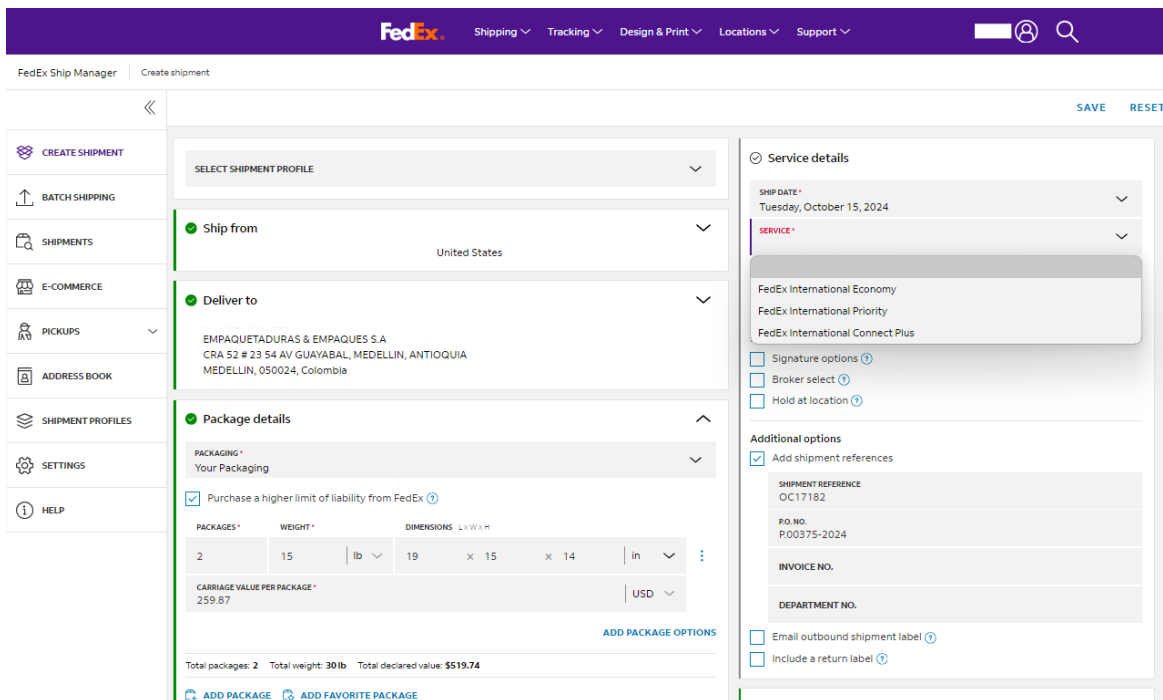 FedEx.
Shipping Tracking Design & Print Locations Support
FedEx Ship Manager Create shipment
SAVE RESET
CREATE SHIPMENT
BATCH SHIPPING
SHIPMENTS
E-COMMERCE
PICKUPS
ADDRESS BOOK
SHIPMENT PROFILES
SETTINGS
HELP
SELECT SHIPMENT PROFILE
Ship from
United States
Deliver to
EMPAQUETADURAS & EMPAQUES S.A
CRA 52 # 23 54 AV GUAYABAL, MEDELLIN, ANTIOQUIA
MEDELLIN, 050024, Colombia
Package details
PACKAGING*
Your Packaging
Purchase a higher limit of liability from FedEx ?
PACKAGES* WEIGHT* DIMENSIONS L x W x H
2 15 lb 19 x 15 x 14 in
CARRIAGE VALUE PER PACKAGE*
259.87 USD
ADD PACKAGE OPTIONS
Total packages: 2 Total weight: 30 lb Total declared value: $519.74
ADD PACKAGE ADD FAVORITE PACKAGE
Service details
SHIP DATE*
Tuesday, October 15, 2024
SERVICE*
FedEx International Economy
FedEx International Priority
FedEx International Connect Plus
Signature options ?
Broker select ?
Hold at location ?
Additional options
Add shipment references
SHIPMENT REFERENCE
OC17182
P.O. NO.
P.00375-2024
INVOICE NO.
DEPARTMENT NO.
Email outbound shipment label ?
Include a return label ?